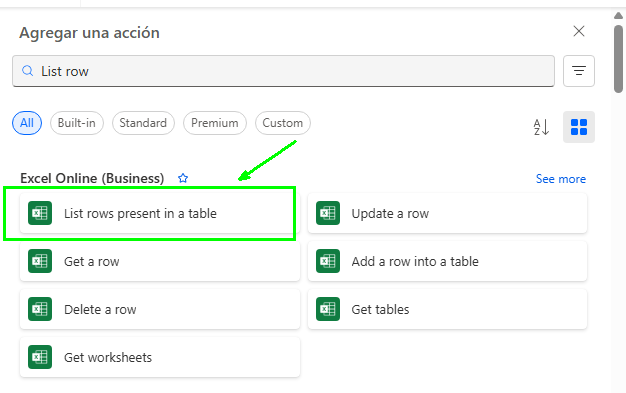 Agregar una acción
List row
All Built-in Standard Premium Custom
A
Z
Excel Online (Business) See more
List rows present in a table Update a row
Get a row Add a row into a table
Delete a row Get tables
Get worksheets